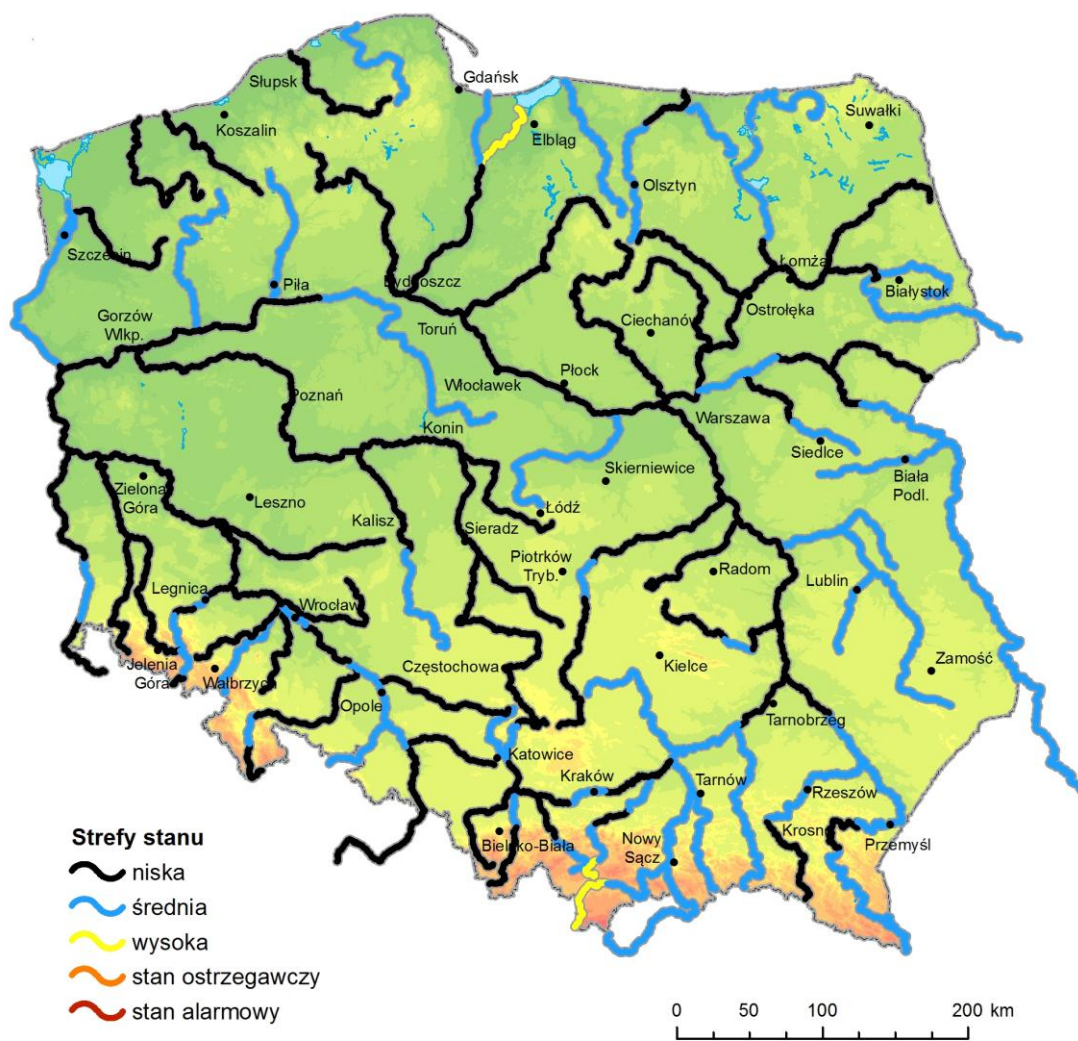 Słupsk
Gdańsk
Koszalin
Elbląg
Suwałki
Olsztyn
Szczecin
Piła
Bydgoszcz
Łomża
Białystok
Ostrołęka
Gorzów
Wlkp.
Toruń
Ciechanów
Płock
Włocławek
Poznań
Warszawa
Konin
Siedlce
Skierniewice
Biała
Podl.
Zielona
Góra
Leszno
Kalisz
Sieradz
Łódź
Piotrków
Tryb.
Radom
Lublin
Legnica
Wrocław
Jelenia
Góra
Wałbrzych
Częstochowa
Kielce
Zamość
Opole
Tarnobrzeg
Katowice
Kraków
Tarnów
Rzeszów
Bielsko-Biała
Nowy
Sącz
Krosno
Przemyśl
Strefy stanu
niska
średnia
wysoka
stan ostrzegawczy
stan alarmowy
0 50 100 200 km